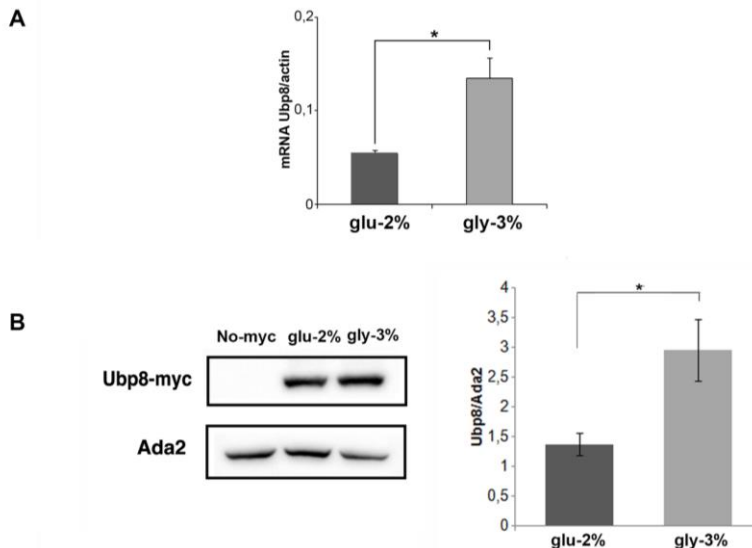 A
mRNA Ubp8/actin
0,2
0,1
0
*
glu-2%
gly-3%
B
No-myc glu-2% gly-3%
Ubp8-myc
Ada2
Ubp8/Ada2
4
3,5
3
2,5
2
1,5
1
0,5
0
*
glu-2%
gly-3%